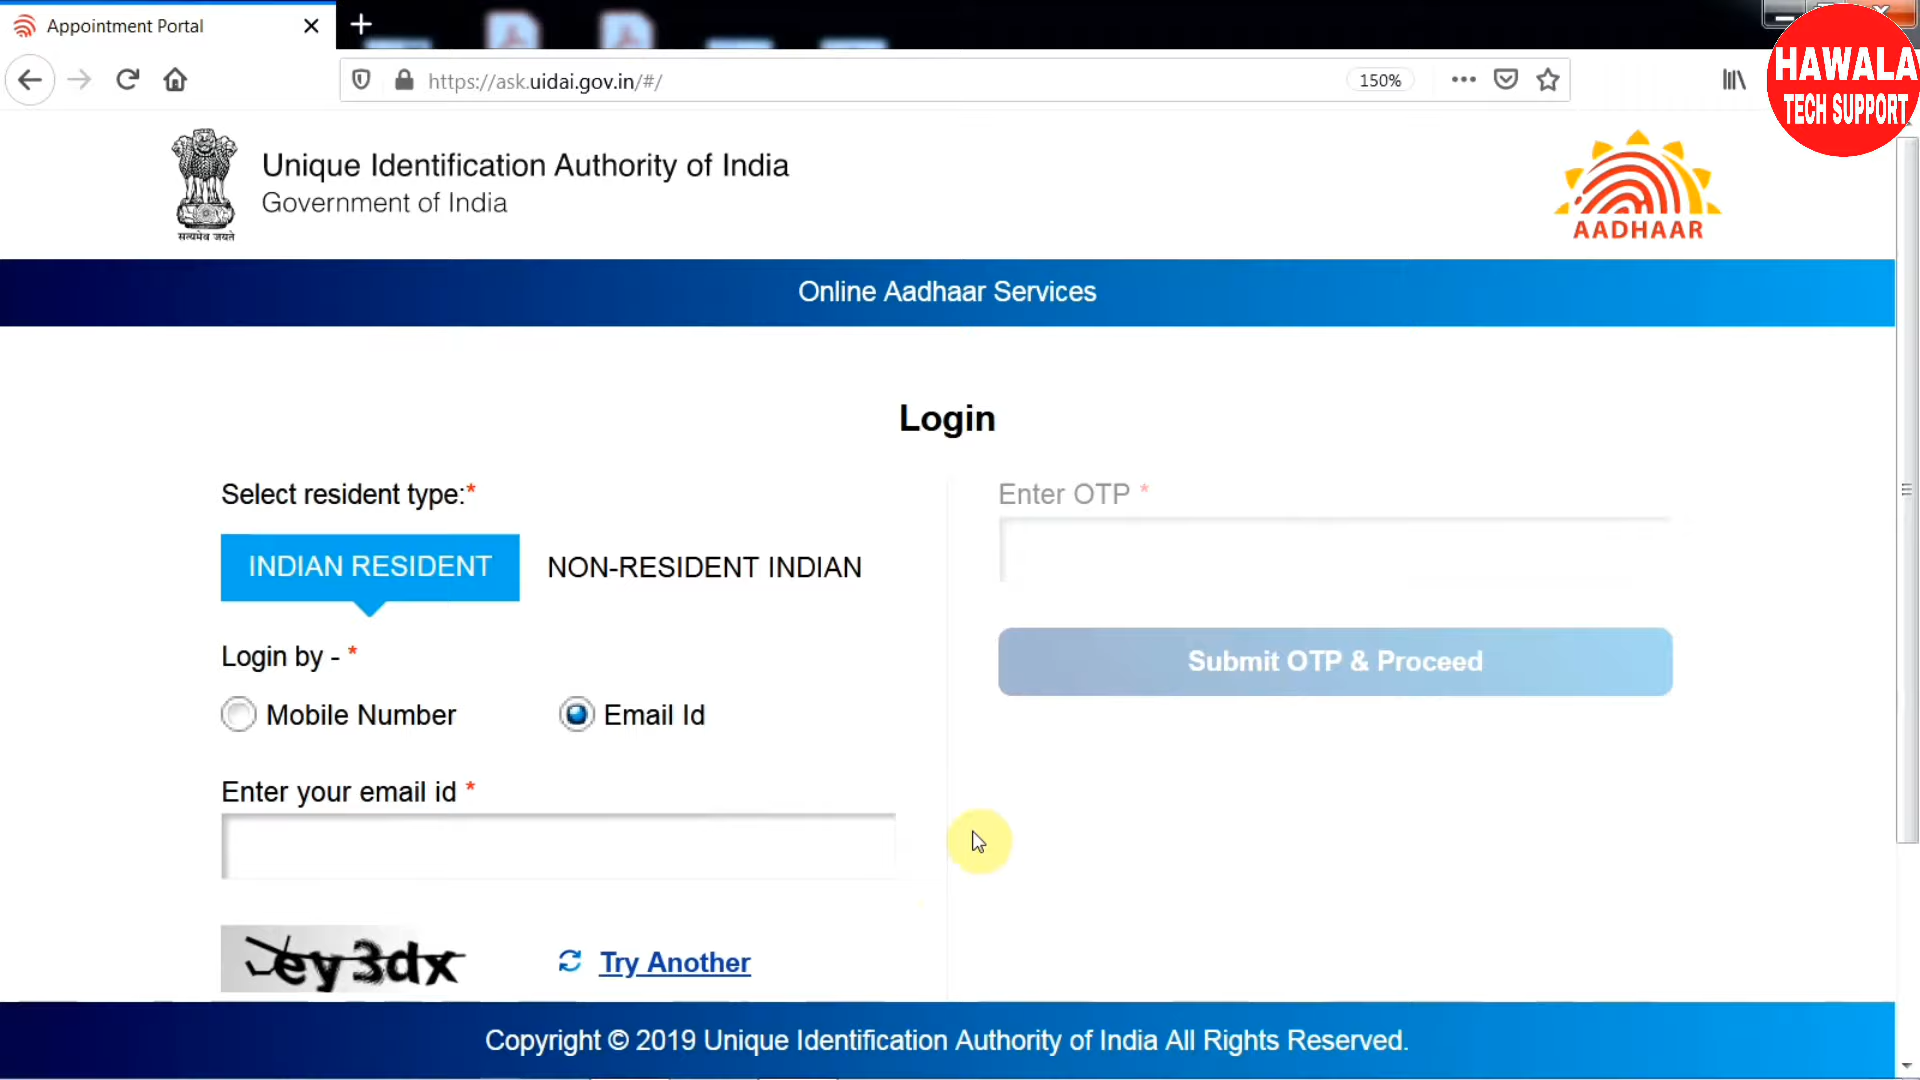 Appointment Portal
https://ask.uidai.gov.in/#/
150%
HAWALA
TECH SUPPORT
Unique Identification Authority of India
Government of India
सत्यमेव जयते
AADHAAR
Online Aadhaar Services
Login
Select resident type:*
INDIAN RESIDENT
NON-RESIDENT INDIAN
Login by - *
Mobile Number
Email Id
Enter your email id *
ey3dx
Try Another
Enter OTP *
Submit OTP & Proceed
Copyright © 2019 Unique Identification Authority of India All Rights Reserved.